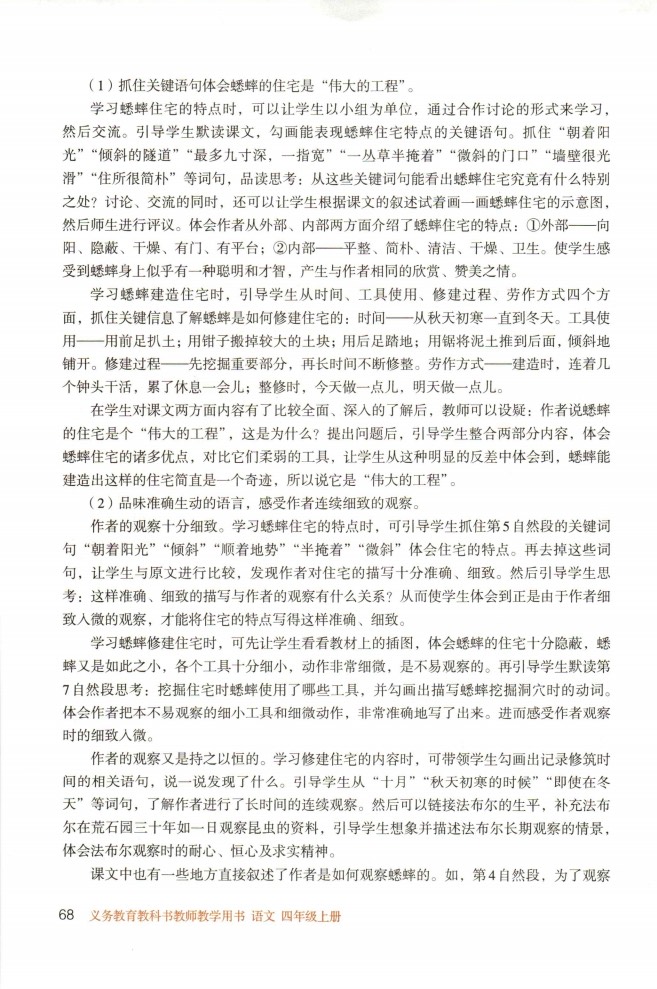 （1）抓住关键语句体会蟋蟀的住宅是“伟大的工程”。
学习蟋蟀住宅的特点时，可以让学生以小组为单位，通过合作讨论的形式来学习，
然后交流。引导学生默读课文，勾画能表现蟋蟀住宅特点的关键语句。抓住“朝着阳
光”“倾斜的隧道”“最多九寸深，一指宽”“一丛草半掩着”“微斜的门口”“墙壁很光
滑”“住所很简朴”等词句，品读思考：从这些关键词句能看出蟋蟀住宅究竟有什么特别
之处？讨论、交流的同时，还可以让学生根据课文的叙述试着画一画蟋蟀住宅的示意图，
然后师生进行评议。体会作者从外部、内部两方面介绍了蟋蟀住宅的特点：①外部——向
阳、隐蔽、干燥、有门、有平台；②内部——平整、简朴、清洁、干燥、卫生。使学生感
受到蟋蟀身上似乎有一种聪明和才智，产生与作者相同的欣赏、赞美之情。
学习蟋蟀建造住宅时，引导学生从时间、工具使用、修建过程、劳作方式四个方
面，抓住关键信息了解蟋蟀是如何修建住宅的：时间——从秋天初寒一直到冬天。工具使
用——用前足扒土；用钳子搬掉较大的土块；用后足踏地；用锯将泥土推到后面，倾斜地
铺开。修建过程——先挖掘重要部分，再长时间不断修整。劳作方式——建造时，连着几
个钟头干活，累了休息一会儿；整修时，今天做一点儿，明天做一点儿。
在学生对课文两方面内容有了比较全面、深入的了解后，教师可以设疑：作者说蟋蟀
的住宅是个“伟大的工程”，这是为什么？提出问题后，引导学生整合两部分内容，体会
蟋蟀住宅的诸多优点，对比它们柔弱的工具，让学生从这种明显的反差中体会到，蟋蟀能
建造出这样的住宅简直是一个奇迹，所以说它是“伟大的工程”。
（2）品味准确生动的语言，感受作者连续细致的观察。
作者的观察十分细致。学习蟋蟀住宅的特点时，可引导学生抓住第5自然段的关键词
句“朝着阳光”“倾斜”“顺着地势”“半掩着”“微斜”体会住宅的特点。再去掉这些词
句，让学生与原文进行比较，发现作者对住宅的描写十分准确、细致。然后引导学生思
考：这样准确、细致的描写与作者的观察有什么关系？从而使学生体会到正是由于作者细
致入微的观察，才能将住宅的特点写得这样准确、细致。
学习蟋蟀修建住宅时，可先让学生看看教材上的插图，体会蟋蟀的住宅十分隐蔽，蟋
蟀又是如此之小，各个工具十分细小，动作非常细微，是不易观察的。再引导学生默读第
7自然段思考：挖掘住宅时蟋蟀使用了哪些工具，并勾画出描写蟋蟀挖掘洞穴时的动词。
体会作者把本不易观察的细小工具和细微动作，非常准确地写了出来。进而感受作者观察
时的细致入微。
作者的观察又是持之以恒的。学习修建住宅的内容时，可带领学生勾画出记录修筑时
间的相关语句，说一说发现了什么。引导学生从“十月”“秋天初寒的时候”“即使在冬
天”等词句，了解作者进行了长时间的连续观察。然后可以链接法布尔的生平，补充法布
尔在荒石园三十年如一日观察昆虫的资料，引导学生想象并描述法布尔长期观察的情景，
体会法布尔观察时的耐心、恒心及求实精神。
课文中也有一些地方直接叙述了作者是如何观察蟋蟀的。如，第4自然段，为了观察
68 义务教育教科书教师教学用书 语文 四年级上册